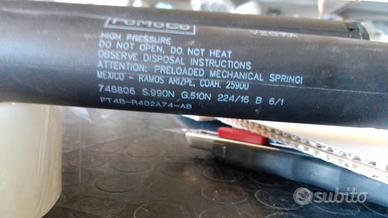 FoMoCo
HIGH PRESSURE
DO NOT OPEN, DO NOT HEAT
OBSERVE DISPOSAL INSTRUCTIONS
ATTENTION: PRELOADED MECHANICAL SPRING!
MEXICO - RAMOS ARIZPE, COAH. 25900
748806 S.990N G.510N 224/16 B 6/1
FT4B-R402A74-AB
subito